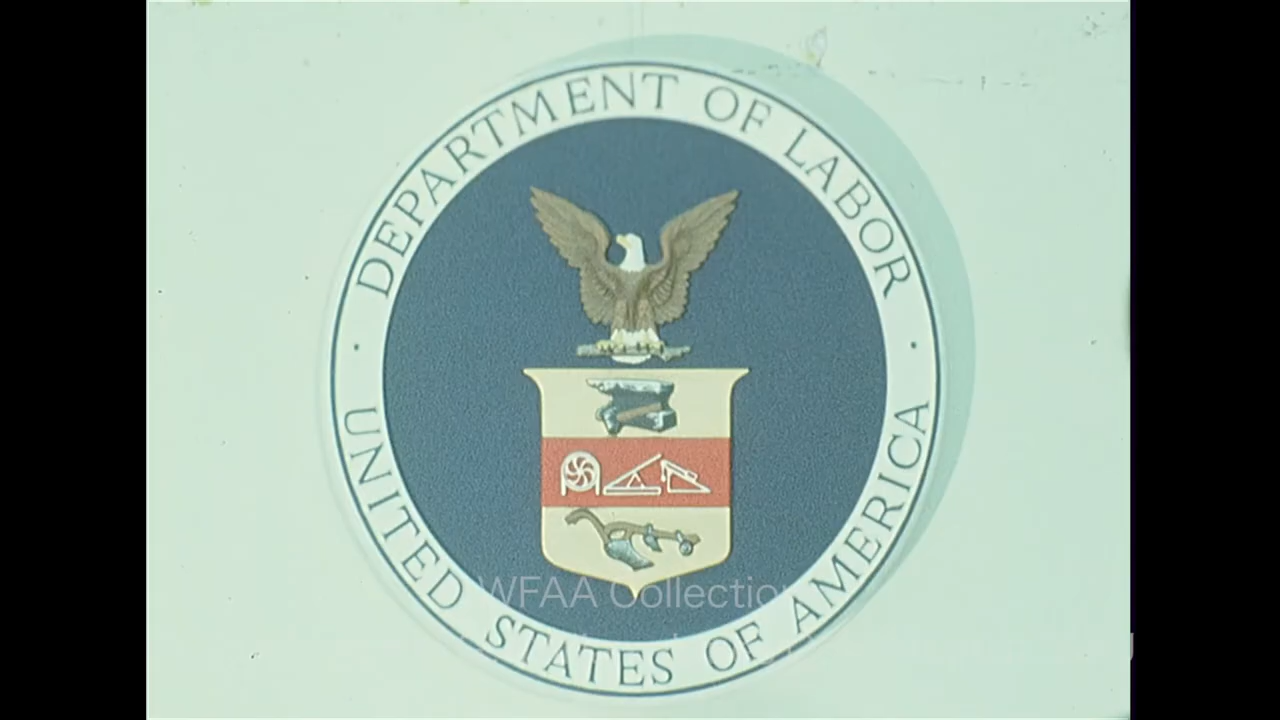 DEPARTMENT OF LABOR
UNITED STATES OF AMERICA
WFAA Collection